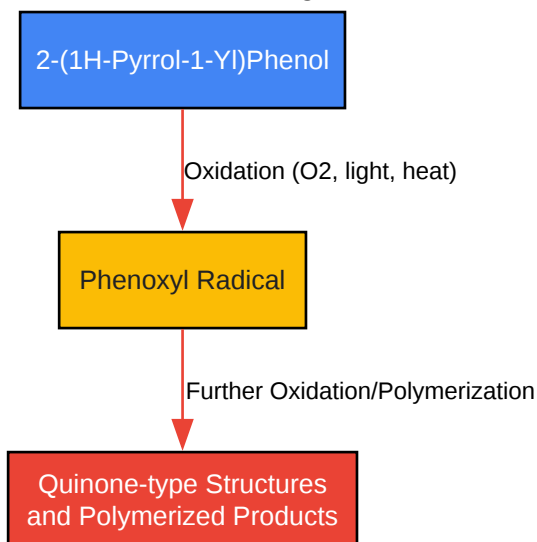 2-(1H-Pyrrol-1-Yl)Phenol
Oxidation (O2, light, heat)
Phenoxyl Radical
Further Oxidation/Polymerization
Quinone-type Structures
and Polymerized Products